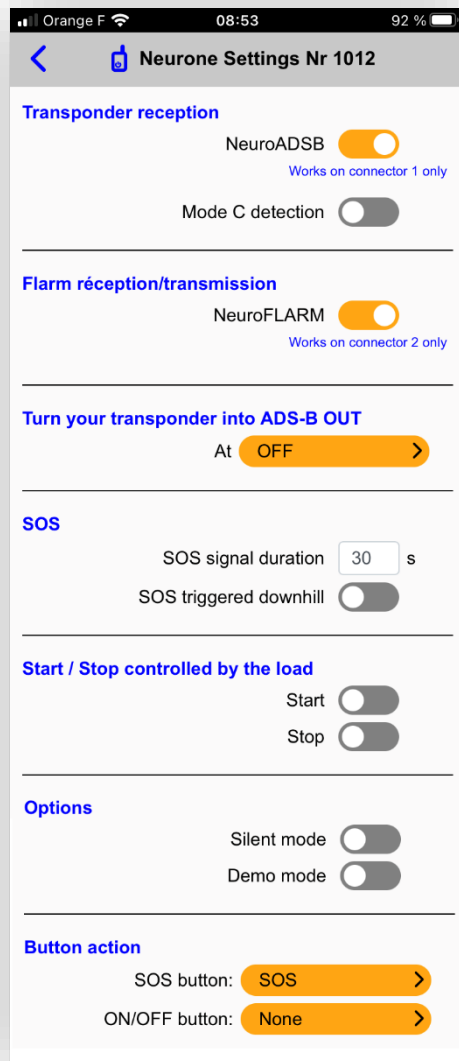 Orange F 08:53 92 %
Neurone Settings Nr 1012
Transponder reception
NeuroADSB
Works on connector 1 only
Mode C detection
Flarm réception/transmission
NeuroFLARM
Works on connector 2 only
Turn your transponder into ADS-B OUT
At OFF
SOS
SOS signal duration 30 s
SOS triggered downhill
Start / Stop controlled by the load
Start
Stop
Options
Silent mode
Demo mode
Button action
SOS button: SOS
ON/OFF button: None